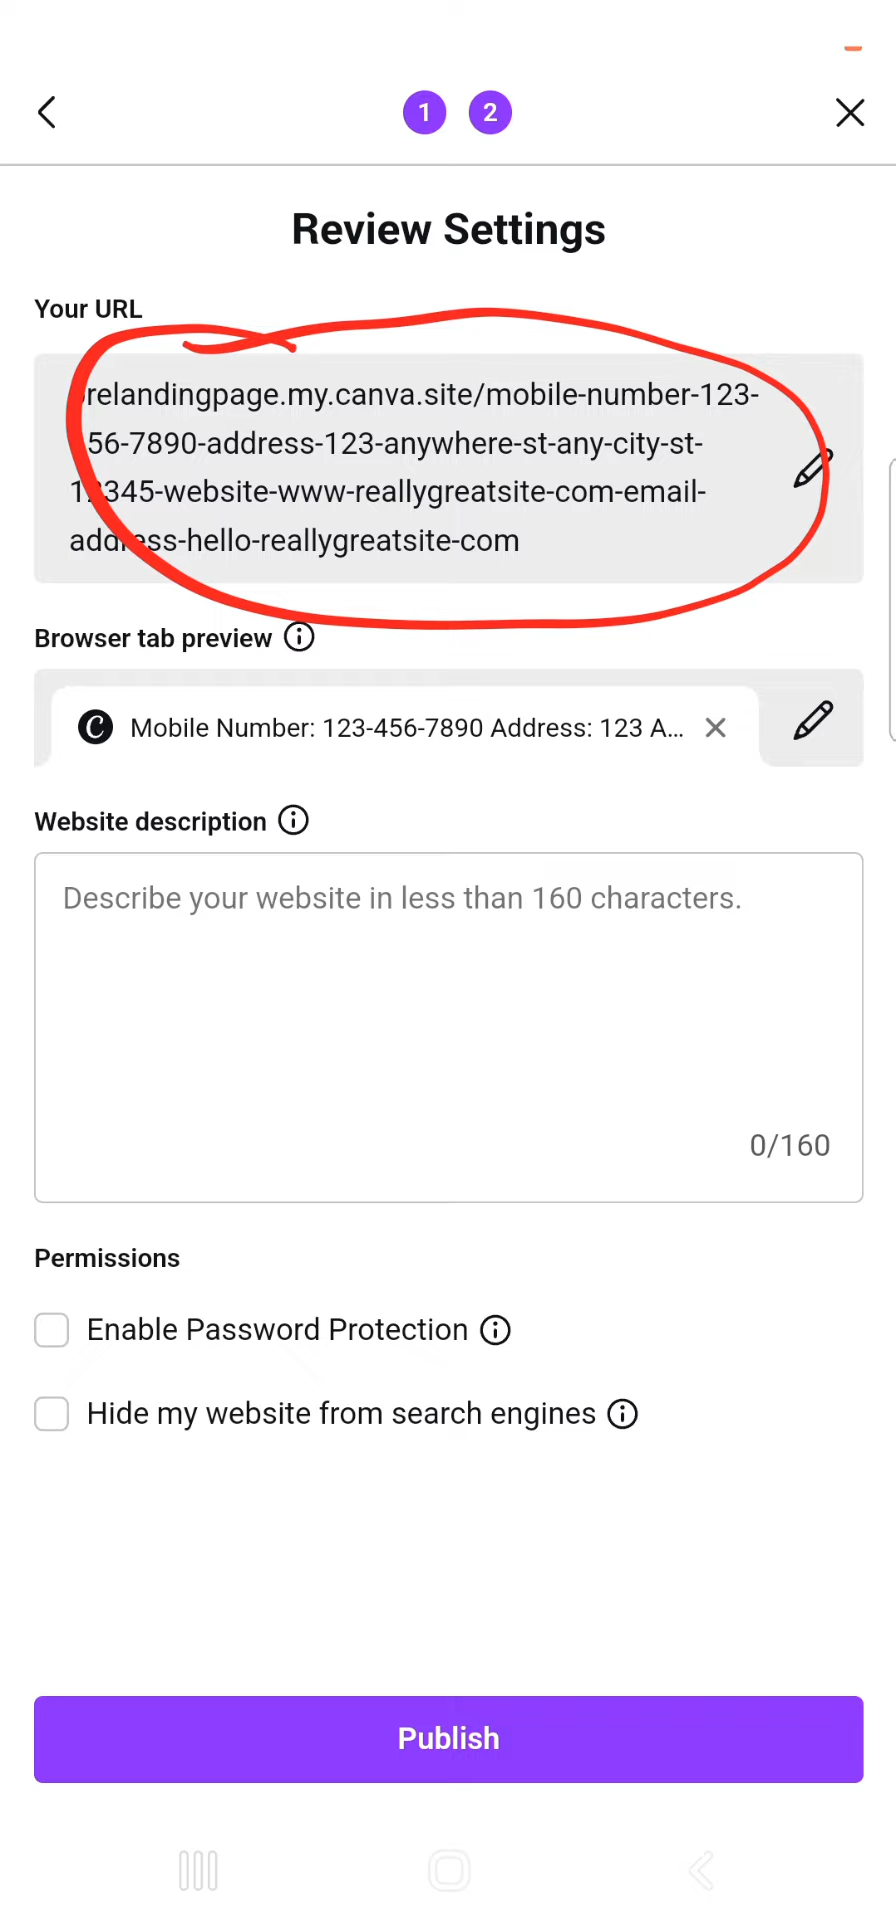 1 2
Review Settings
Your URL
relandingpage.my.canva.site/mobile-number-123-
56-7890-address-123-anywhere-st-any-city-st-
12345-website-www-reallygreatsite-com-email-
address-hello-reallygreatsite-com
Browser tab preview
Mobile Number: 123-456-7890 Address: 123 A...
Website description
Describe your website in less than 160 characters.
0/160
Permissions
Enable Password Protection
Hide my website from search engines
Publish